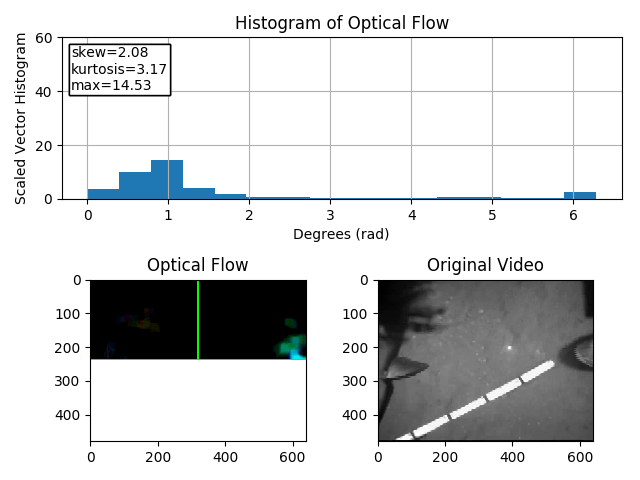 Histogram of Optical Flow
Scaled Vector Histogram
60
40
20
0
skew=2.08
kurtosis=3.17
max=14.53
0 1 2 3 4 5 6
Degrees (rad)
Optical Flow
0
100
200
300
400
0 200 400 600
Original Video
0
100
200
300
400
0 200 400 600